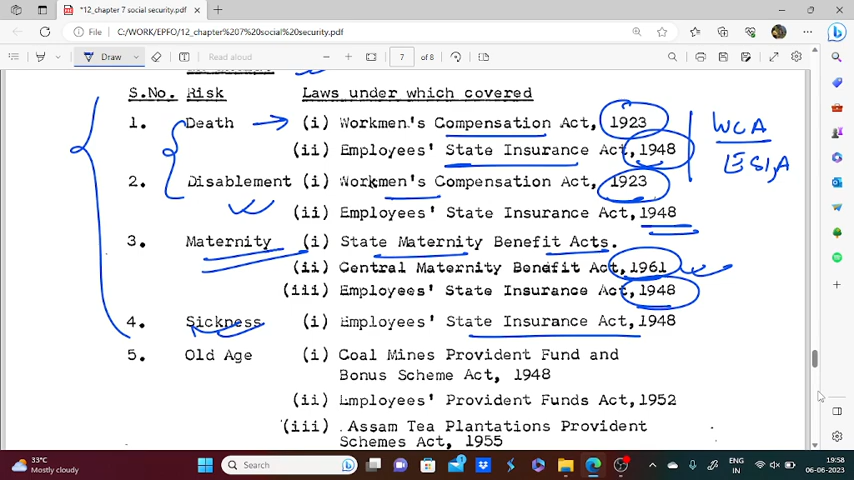 *12_chapter 7 social security.pdf
File
C:/WORK/EPFO/12_chapter%207%20social%20security.pdf
Draw
Read aloud
7 of 8
S.No. Risk Laws under which covered
1. Death (i) Workmen's Compensation Act, 1923
(ii) Employees' State Insurance Act, 1948
WCA
ESIA
2. Disablement (i) Workmen's Compensation Act, 1923
(ii) Employees' State Insurance Act, 1948
3. Maternity (i) State Maternity Benefit Acts.
(ii) Central Maternity Benefit Act, 1961
(iii) Employees' State Insurance Act, 1948
4. Sickness (i) Employees' State Insurance Act, 1948
5. Old Age (i) Coal Mines Provident Fund and
Bonus Scheme Act, 1948
(ii) Employees' Provident Funds Act, 1952
(iii) Assam Tea Plantations Provident
Schemes Act, 1955
33°C
Mostly cloudy
Search
ENG
IN
19:58
06-06-2023